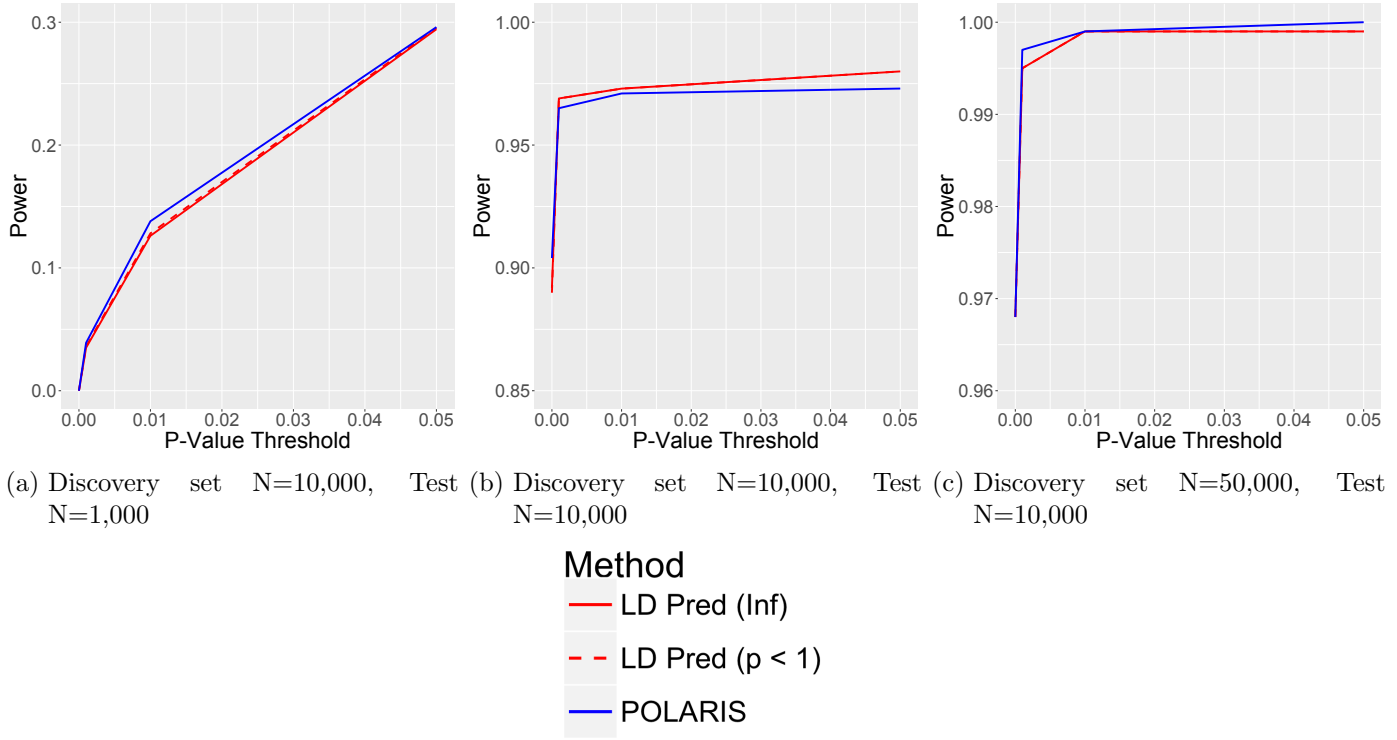 0.3
0.2
0.1
0.0
Power
0.00 0.01 0.02 0.03 0.04 0.05
P-Value Threshold
1.00
0.95
0.90
0.85
Power
0.00 0.01 0.02 0.03 0.04 0.05
P-Value Threshold
1.00
0.99
0.98
0.97
0.96
Power
0.00 0.01 0.02 0.03 0.04 0.05
P-Value Threshold
(a) Discovery set N=10,000, Test
N=1,000
(b) Discovery set N=10,000, Test
N=10,000
(c) Discovery set N=50,000, Test
N=10,000
Method
LD Pred (Inf)
LD Pred (p < 1)
POLARIS